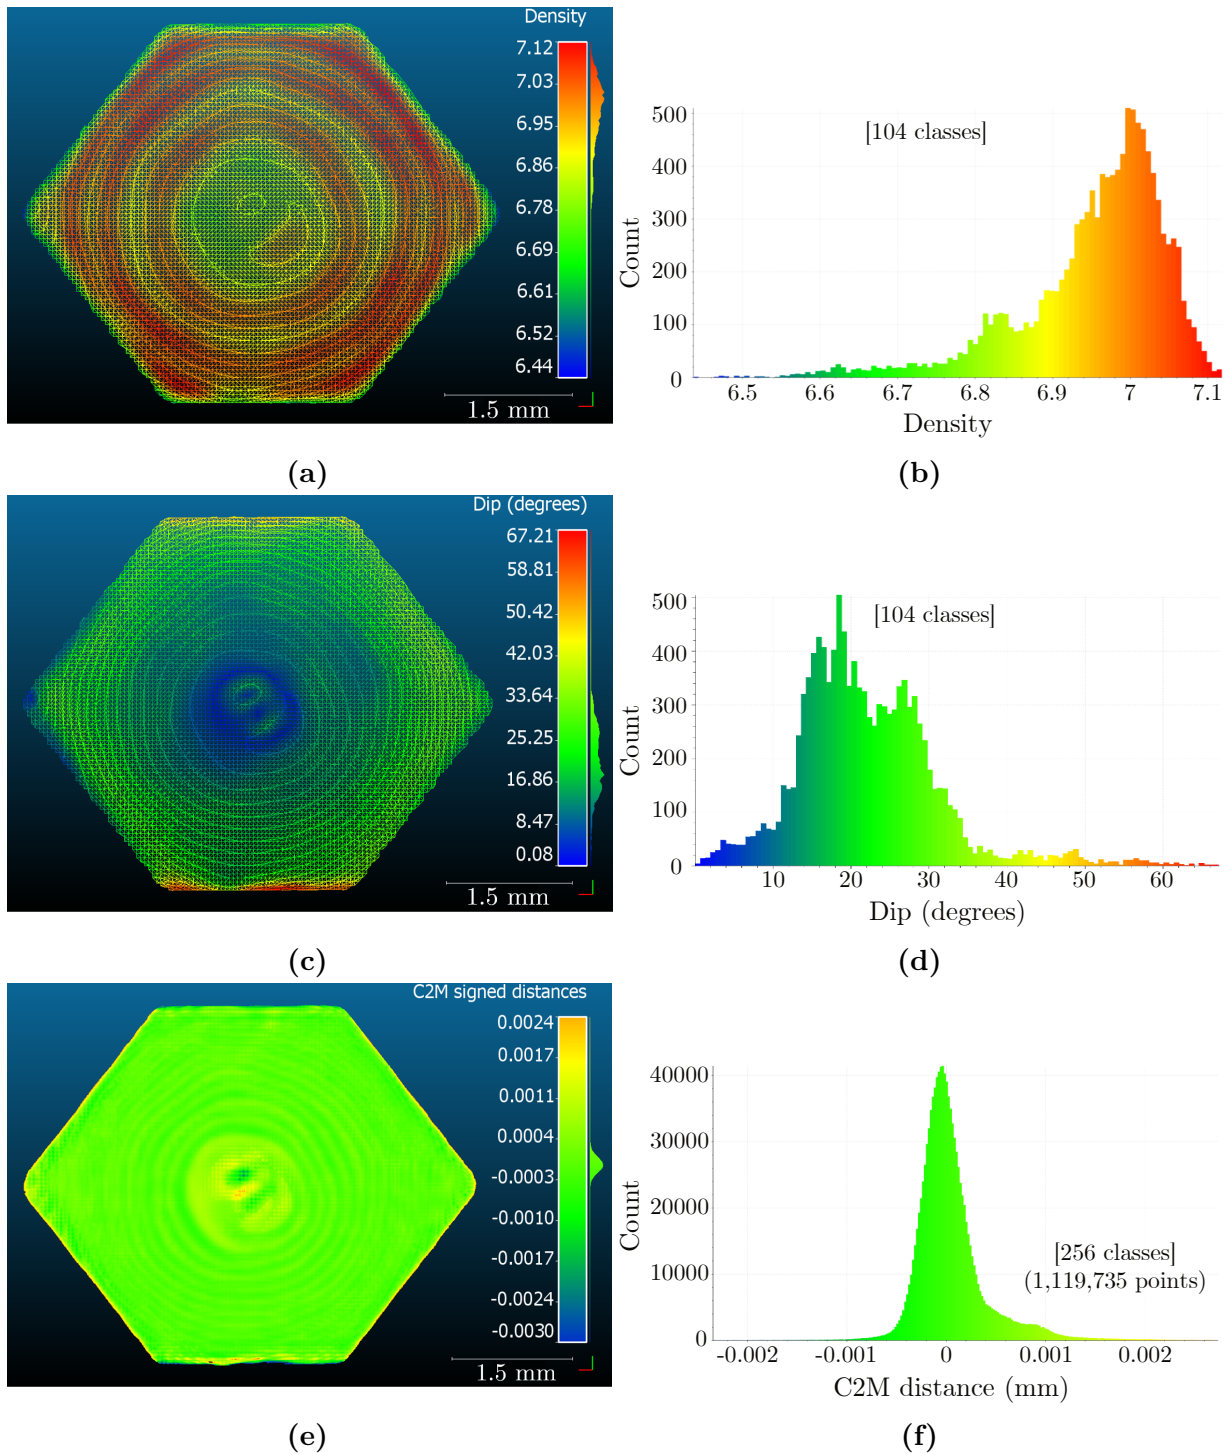 Density
7.12
7.03
6.95
6.86
6.78
6.69
6.61
6.52
6.44
1.5 mm
500
400
300
200
100
0
Count
[104 classes]
6.5 6.6 6.7 6.8 6.9 7 7.1
Density
(a)
(b)
Dip (degrees)
67.21
58.81
50.42
42.03
33.64
25.25
16.86
8.47
0.08
1.5 mm
500
400
300
200
100
0
Count
[104 classes]
10 20 30 40 50 60
Dip (degrees)
(c)
(d)
C2M signed distances
0.0024
0.0017
0.0011
0.0004
-0.0003
-0.0010
-0.0017
-0.0024
-0.0030
1.5 mm
40000
30000
20000
10000
0
Count
[256 classes]
(1,119,735 points)
-0.002 -0.001 0 0.001 0.002
C2M distance (mm)
(e)
(f)